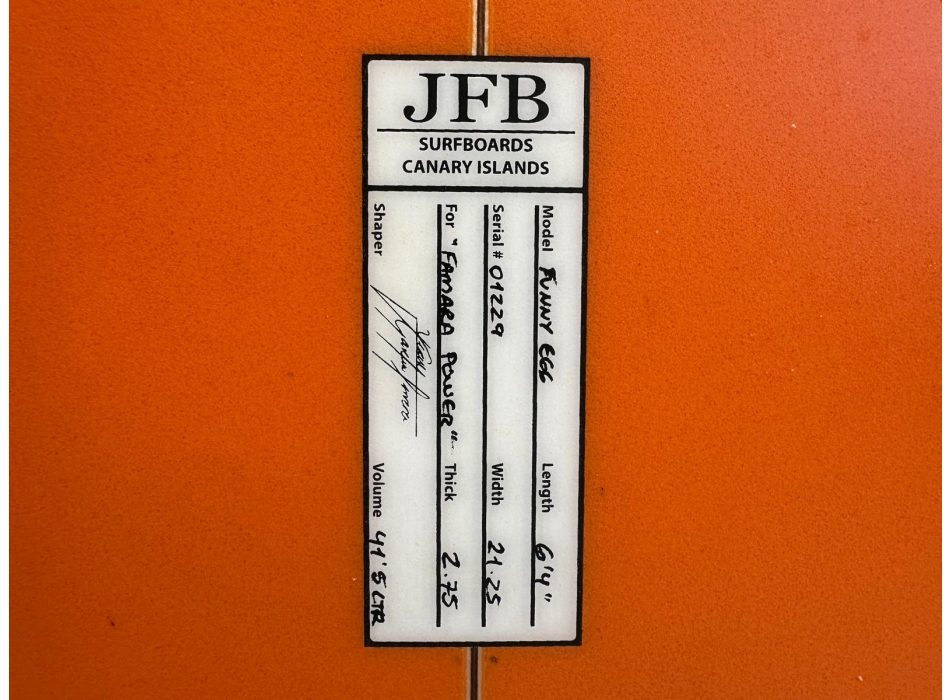 JFB
SURFBOARDS
CANARY ISLANDS
Model FUNNY EGG Length 6'4"
Serial # 01229 Width 21.25
For "FAMARA POWER" Thick 2.75
Shaper Volume 41'5 LTR